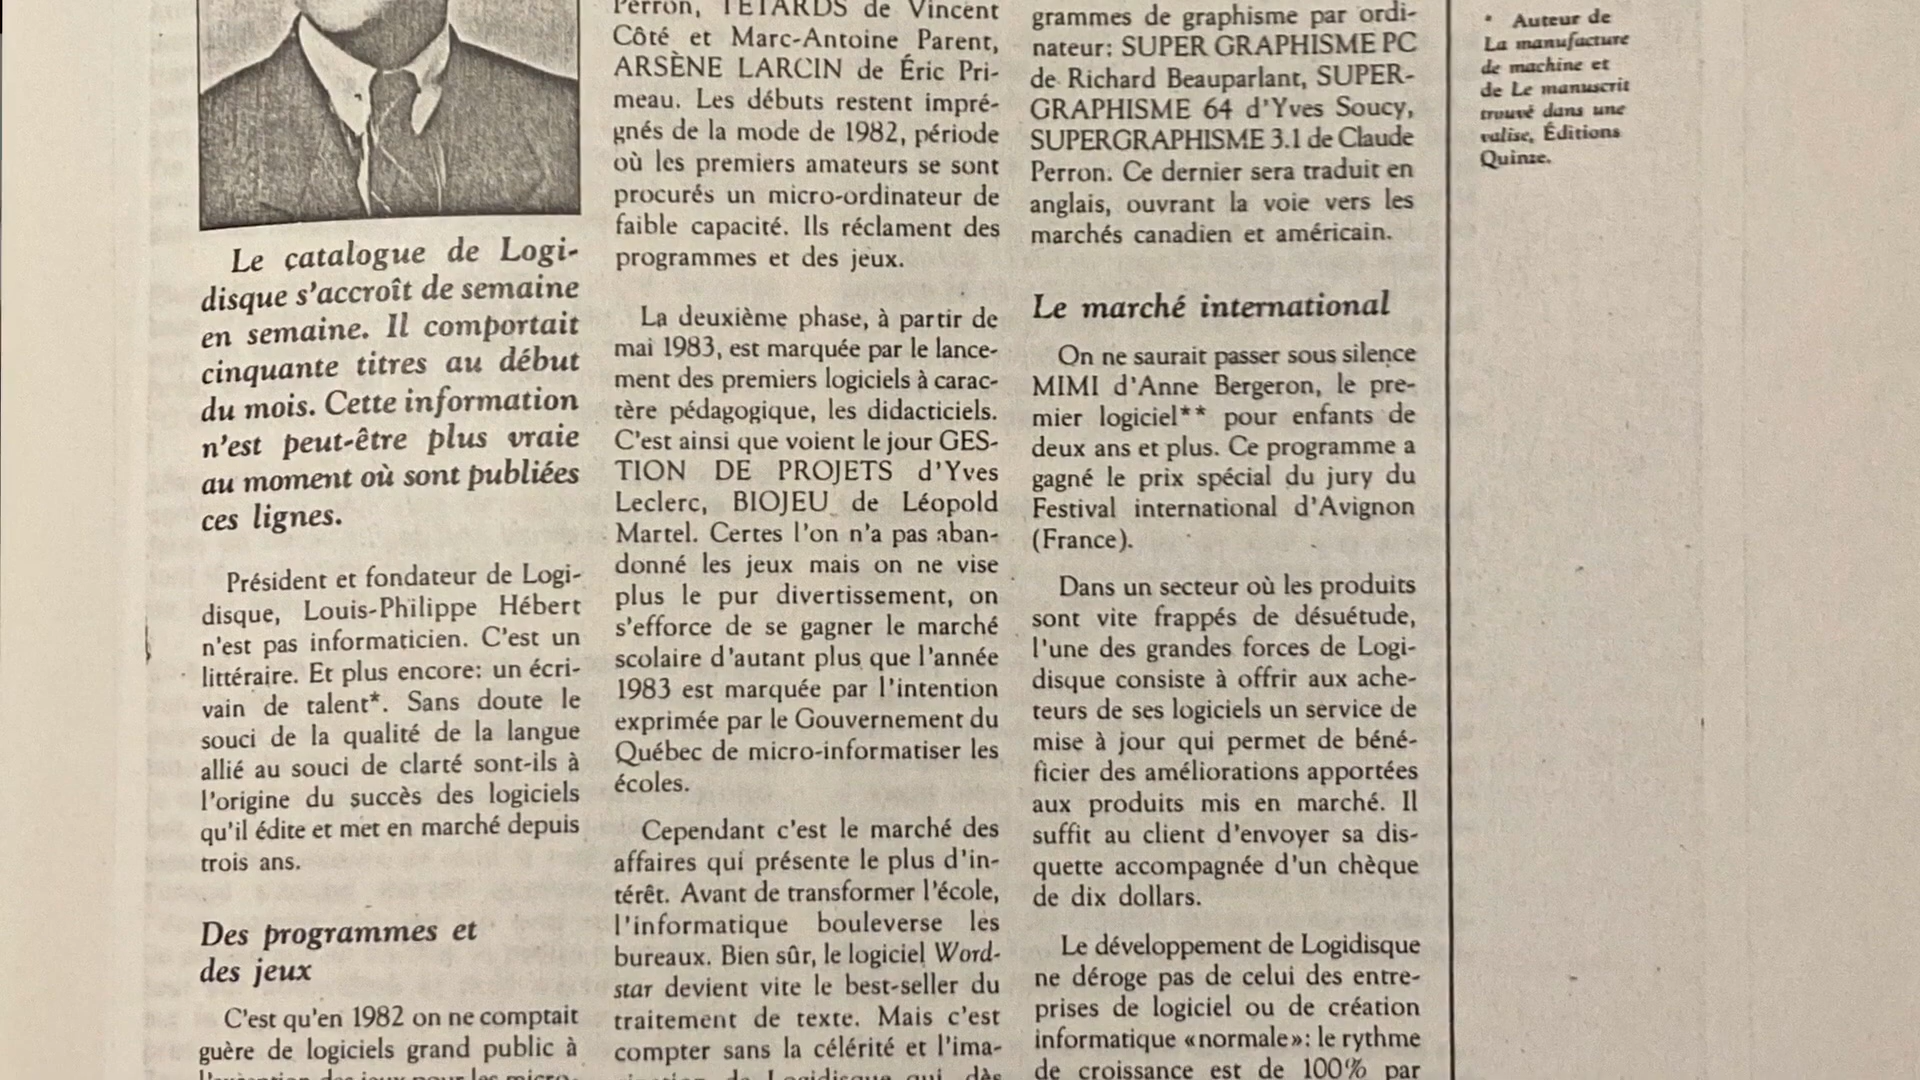 Le catalogue de Logi-
disque s'accroît de semaine
en semaine. Il comportait
cinquante titres au début
du mois. Cette information
n'est peut-être plus vraie
au moment où sont publiées
ces lignes.
Président et fondateur de Logi-
disque, Louis-Philippe Hébert
n'est pas informaticien. C'est un
littéraire. Et plus encore: un écri-
vain de talent*. Sans doute le
souci de la qualité de la langue
allié au souci de clarté sont-ils à
l'origine du succès des logiciels
qu'il édite et met en marché depuis
trois ans.
Des programmes et
des jeux
C'est qu'en 1982 on ne comptait
guère de logiciels grand public à
l'exception des jeux pour les micro-
Perron, TÊTARDS de Vincent
Côté et Marc-Antoine Parent,
ARSÈNE LARCIN de Éric Pri-
meau. Les débuts restent impré-
gnés de la mode de 1982, période
où les premiers amateurs se sont
procurés un micro-ordinateur de
faible capacité. Ils réclament des
programmes et des jeux.
La deuxième phase, à partir de
mai 1983, est marquée par le lance-
ment des premiers logiciels à carac-
tère pédagogique, les didacticiels.
C'est ainsi que voient le jour GES-
TION DE PROJETS d'Yves
Leclerc, BIOJEU de Léopold
Martel. Certes l'on n'a pas aban-
donné les jeux mais on ne vise
plus le pur divertissement, on
s'efforce de se gagner le marché
scolaire d'autant plus que l'année
1983 est marquée par l'intention
exprimée par le Gouvernement du
Québec de micro-informatiser les
écoles.
Cependant c'est le marché des
affaires qui présente le plus d'in-
térêt. Avant de transformer l'école,
l'informatique bouleverse les
bureaux. Bien sûr, le logiciel Word-
star devient vite le best-seller du
traitement de texte. Mais c'est
compter sans la célérité et l'ima-
de Logidisque qui dès
grammes de graphisme par ordi-
nateur: SUPER GRAPHISME PC
de Richard Beauparlant, SUPER-
GRAPHISME 64 d'Yves Soucy,
SUPERGRAPHISME 3.1 de Claude
Perron. Ce dernier sera traduit en
anglais, ouvrant la voie vers les
marchés canadien et américain.
Le marché international
On ne saurait passer sous silence
MIMI d'Anne Bergeron, le pre-
mier logiciel** pour enfants de
deux ans et plus. Ce programme a
gagné le prix spécial du jury du
Festival international d'Avignon
(France).
Dans un secteur où les produits
sont vite frappés de désuétude,
l'une des grandes forces de Logi-
disque consiste à offrir aux ache-
teurs de ses logiciels un service de
mise à jour qui permet de béné-
ficier des améliorations apportées
aux produits mis en marché. Il
suffit au client d'envoyer sa dis-
quette accompagnée d'un chèque
de dix dollars.
Le développement de Logidisque
ne déroge pas de celui des entre-
prises de logiciel ou de création
informatique «normale»: le rythme
de croissance est de 100% par
* Auteur de
La manufacture
de machine et
de Le manuscrit
trouvé dans une
valise, Éditions
Quinze.